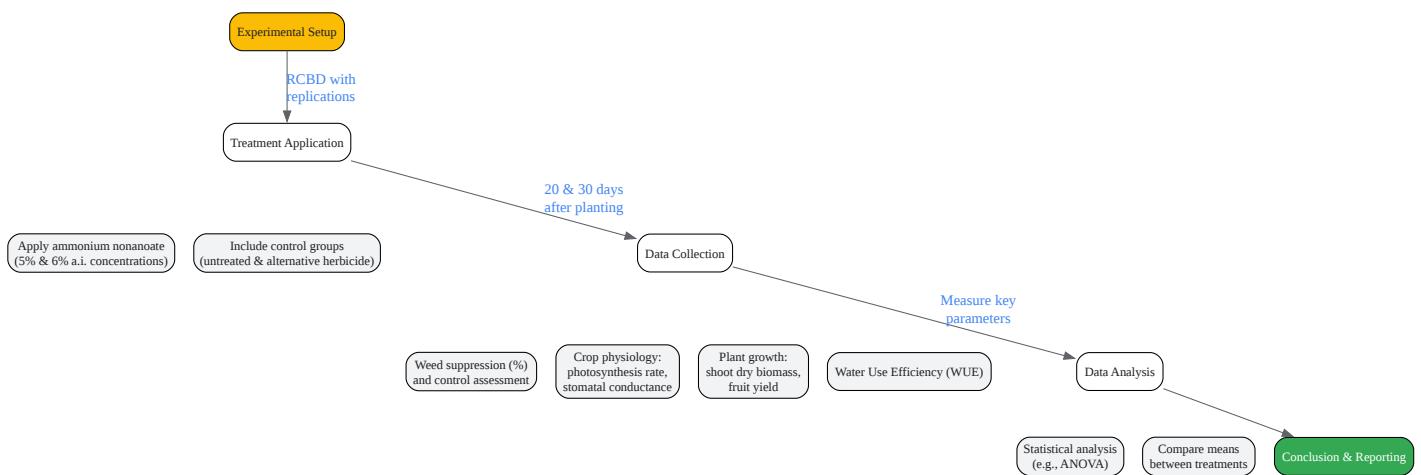 Experimental Setup
RCBD with
replications
Treatment Application
20 & 30 days
after planting
Apply ammonium nonanoate
(5% & 6% a.i. concentrations)
Include control groups
(untreated & alternative herbicide)
Data Collection
Measure key
parameters
Weed suppression (%)
and control assessment
Crop physiology:
photosynthesis rate,
stomatal conductance
Plant growth:
shoot dry biomass,
fruit yield
Water Use Efficiency (WUE)
Data Analysis
Statistical analysis
(e.g., ANOVA)
Compare means
between treatments
Conclusion & Reporting